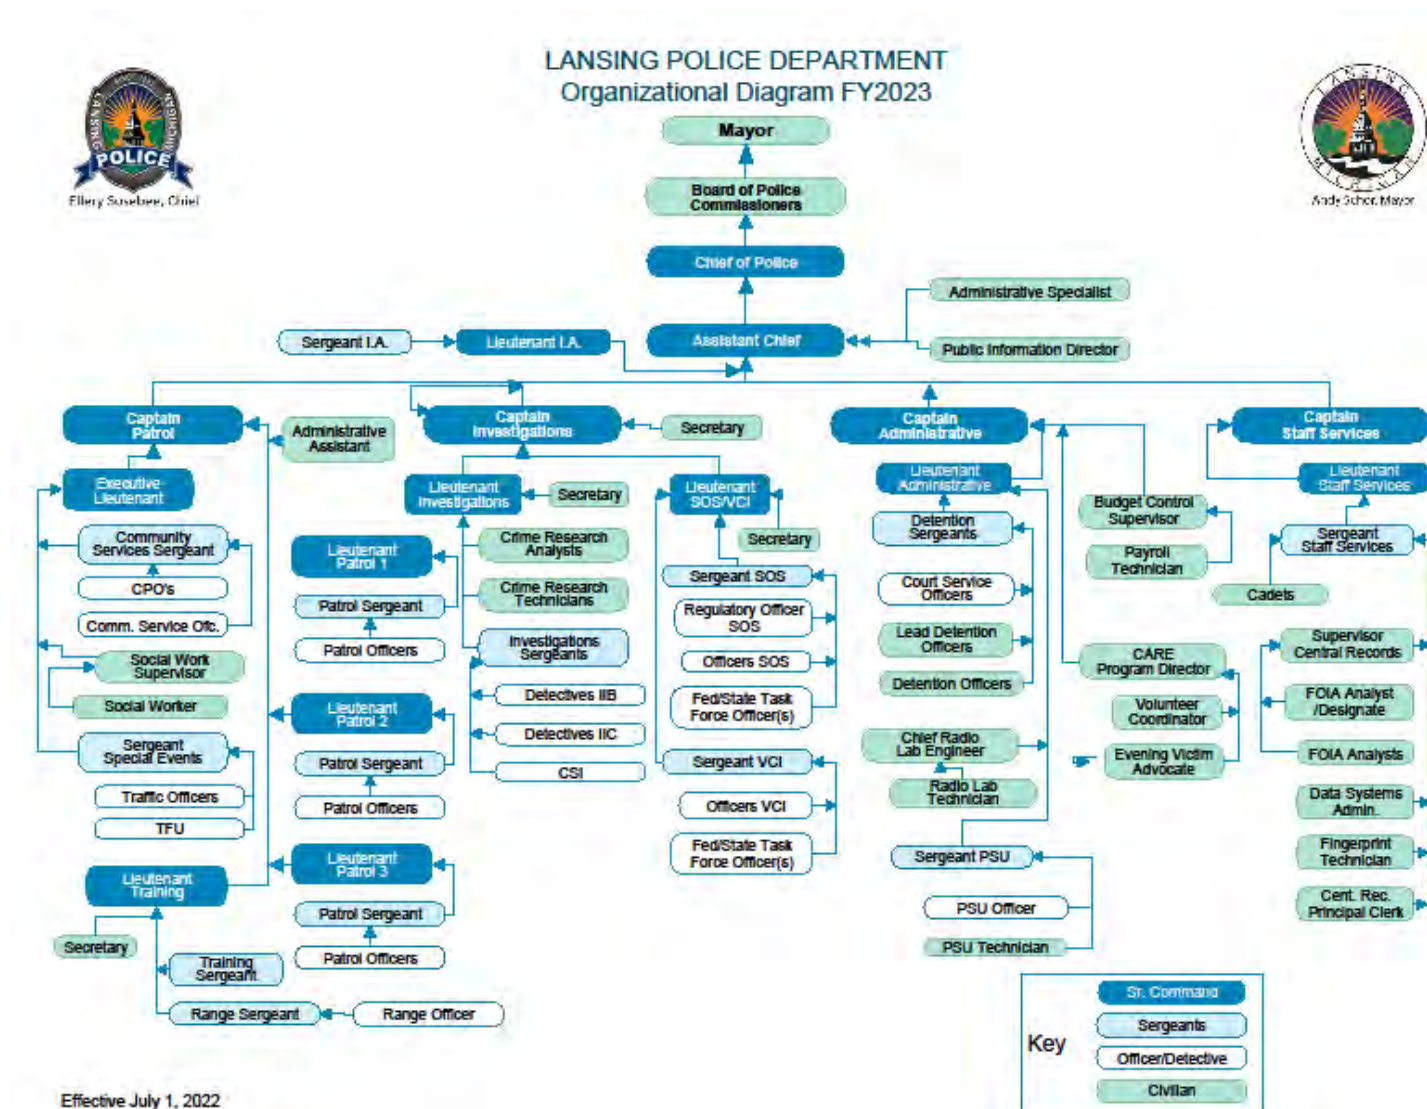 LANSING POLICE DEPARTMENT
Organizational Diagram FY2023
POLICE
Ellery Sosebee, Chief
LANSING
MICHIGAN
Andy Schor, Mayor
Mayor
Board of Police
Commissioners
Chief of Police
Administrative Specialist
Sergeant I.A.
Lieutenant I.A.
Assistant Chief
Public Information Director
Captain
Patrol
Administrative
Assistant
Captain
Investigations
Secretary
Captain
Administrative
Captain
Staff Services
Executive
Lieutenant
Community
Services Sergeant
CPO's
Comm. Service Ofc.
Social Work
Supervisor
Social Worker
Sergeant
Special Events
Traffic Officers
TFU
Lieutenant
Training
Secretary
Training
Sergeant
Range Sergeant
Range Officer
Lieutenant
Patrol 1
Patrol Sergeant
Patrol Officers
Lieutenant
Patrol 2
Patrol Sergeant
Patrol Officers
Lieutenant
Patrol 3
Patrol Sergeant
Patrol Officers
Lieutenant
Investigations
Secretary
Crime Research
Analysts
Crime Research
Technicians
Investigations
Sergeants
Detectives IIB
Detectives IIC
CSI
Lieutenant
SOS/VCI
Secretary
Sergeant SOS
Regulatory Officer
SOS
Officers SOS
Fed/State Task
Force Officer(s)
Sergeant VCI
Officers VCI
Fed/State Task
Force Officer(s)
Lieutenant
Administrative
Detention
Sergeants
Court Service
Officers
Lead Detention
Officers
Detention Officers
Chief Radio
Lab Engineer
Radio Lab
Technician
Sergeant PSU
PSU Officer
PSU Technician
Budget Control
Supervisor
Payroll
Technician
CARE
Program Director
Volunteer
Coordinator
Evening Victim
Advocate
Lieutenant
Staff Services
Sergeant
Staff Services
Cadets
Supervisor
Central Records
FOIA Analyst
/Designate
FOIA Analysts
Data Systems
Admin.
Fingerprint
Technician
Cent. Rec.
Principal Clerk
Key
Sr. Command
Sergeants
Officer/Detective
Civilian
Effective July 1, 2022